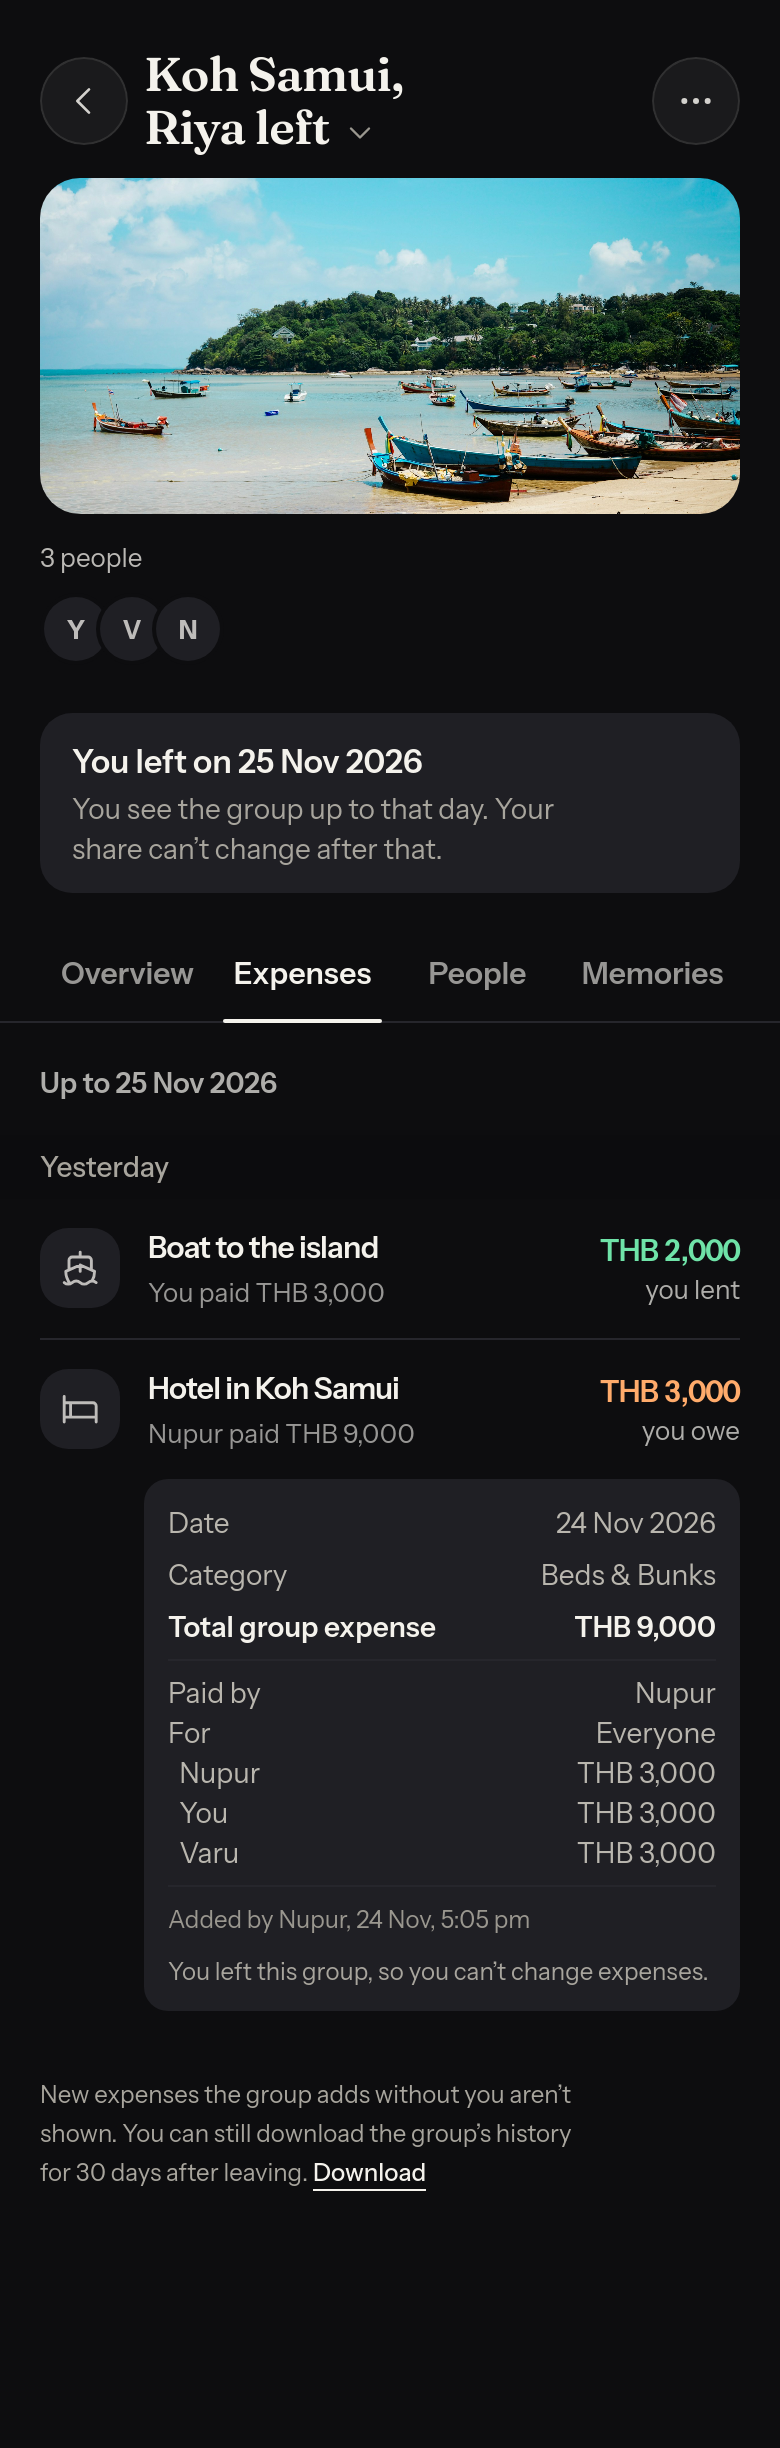 Koh Samui,
Riya left
3 people
Y V N
You left on 25 Nov 2026
You see the group up to that day. Your
share can’t change after that.
Overview Expenses People Memories
Up to 25 Nov 2026
Yesterday
Boat to the island THB 2,000
You paid THB 3,000 you lent
Hotel in Koh Samui THB 3,000
Nupur paid THB 9,000 you owe
Date 24 Nov 2026
Category Beds & Bunks
Total group expense THB 9,000
Paid by Nupur
For Everyone
Nupur THB 3,000
You THB 3,000
Varu THB 3,000
Added by Nupur, 24 Nov, 5:05 pm
You left this group, so you can’t change expenses.
New expenses the group adds without you aren’t
shown. You can still download the group’s history
for 30 days after leaving. Download